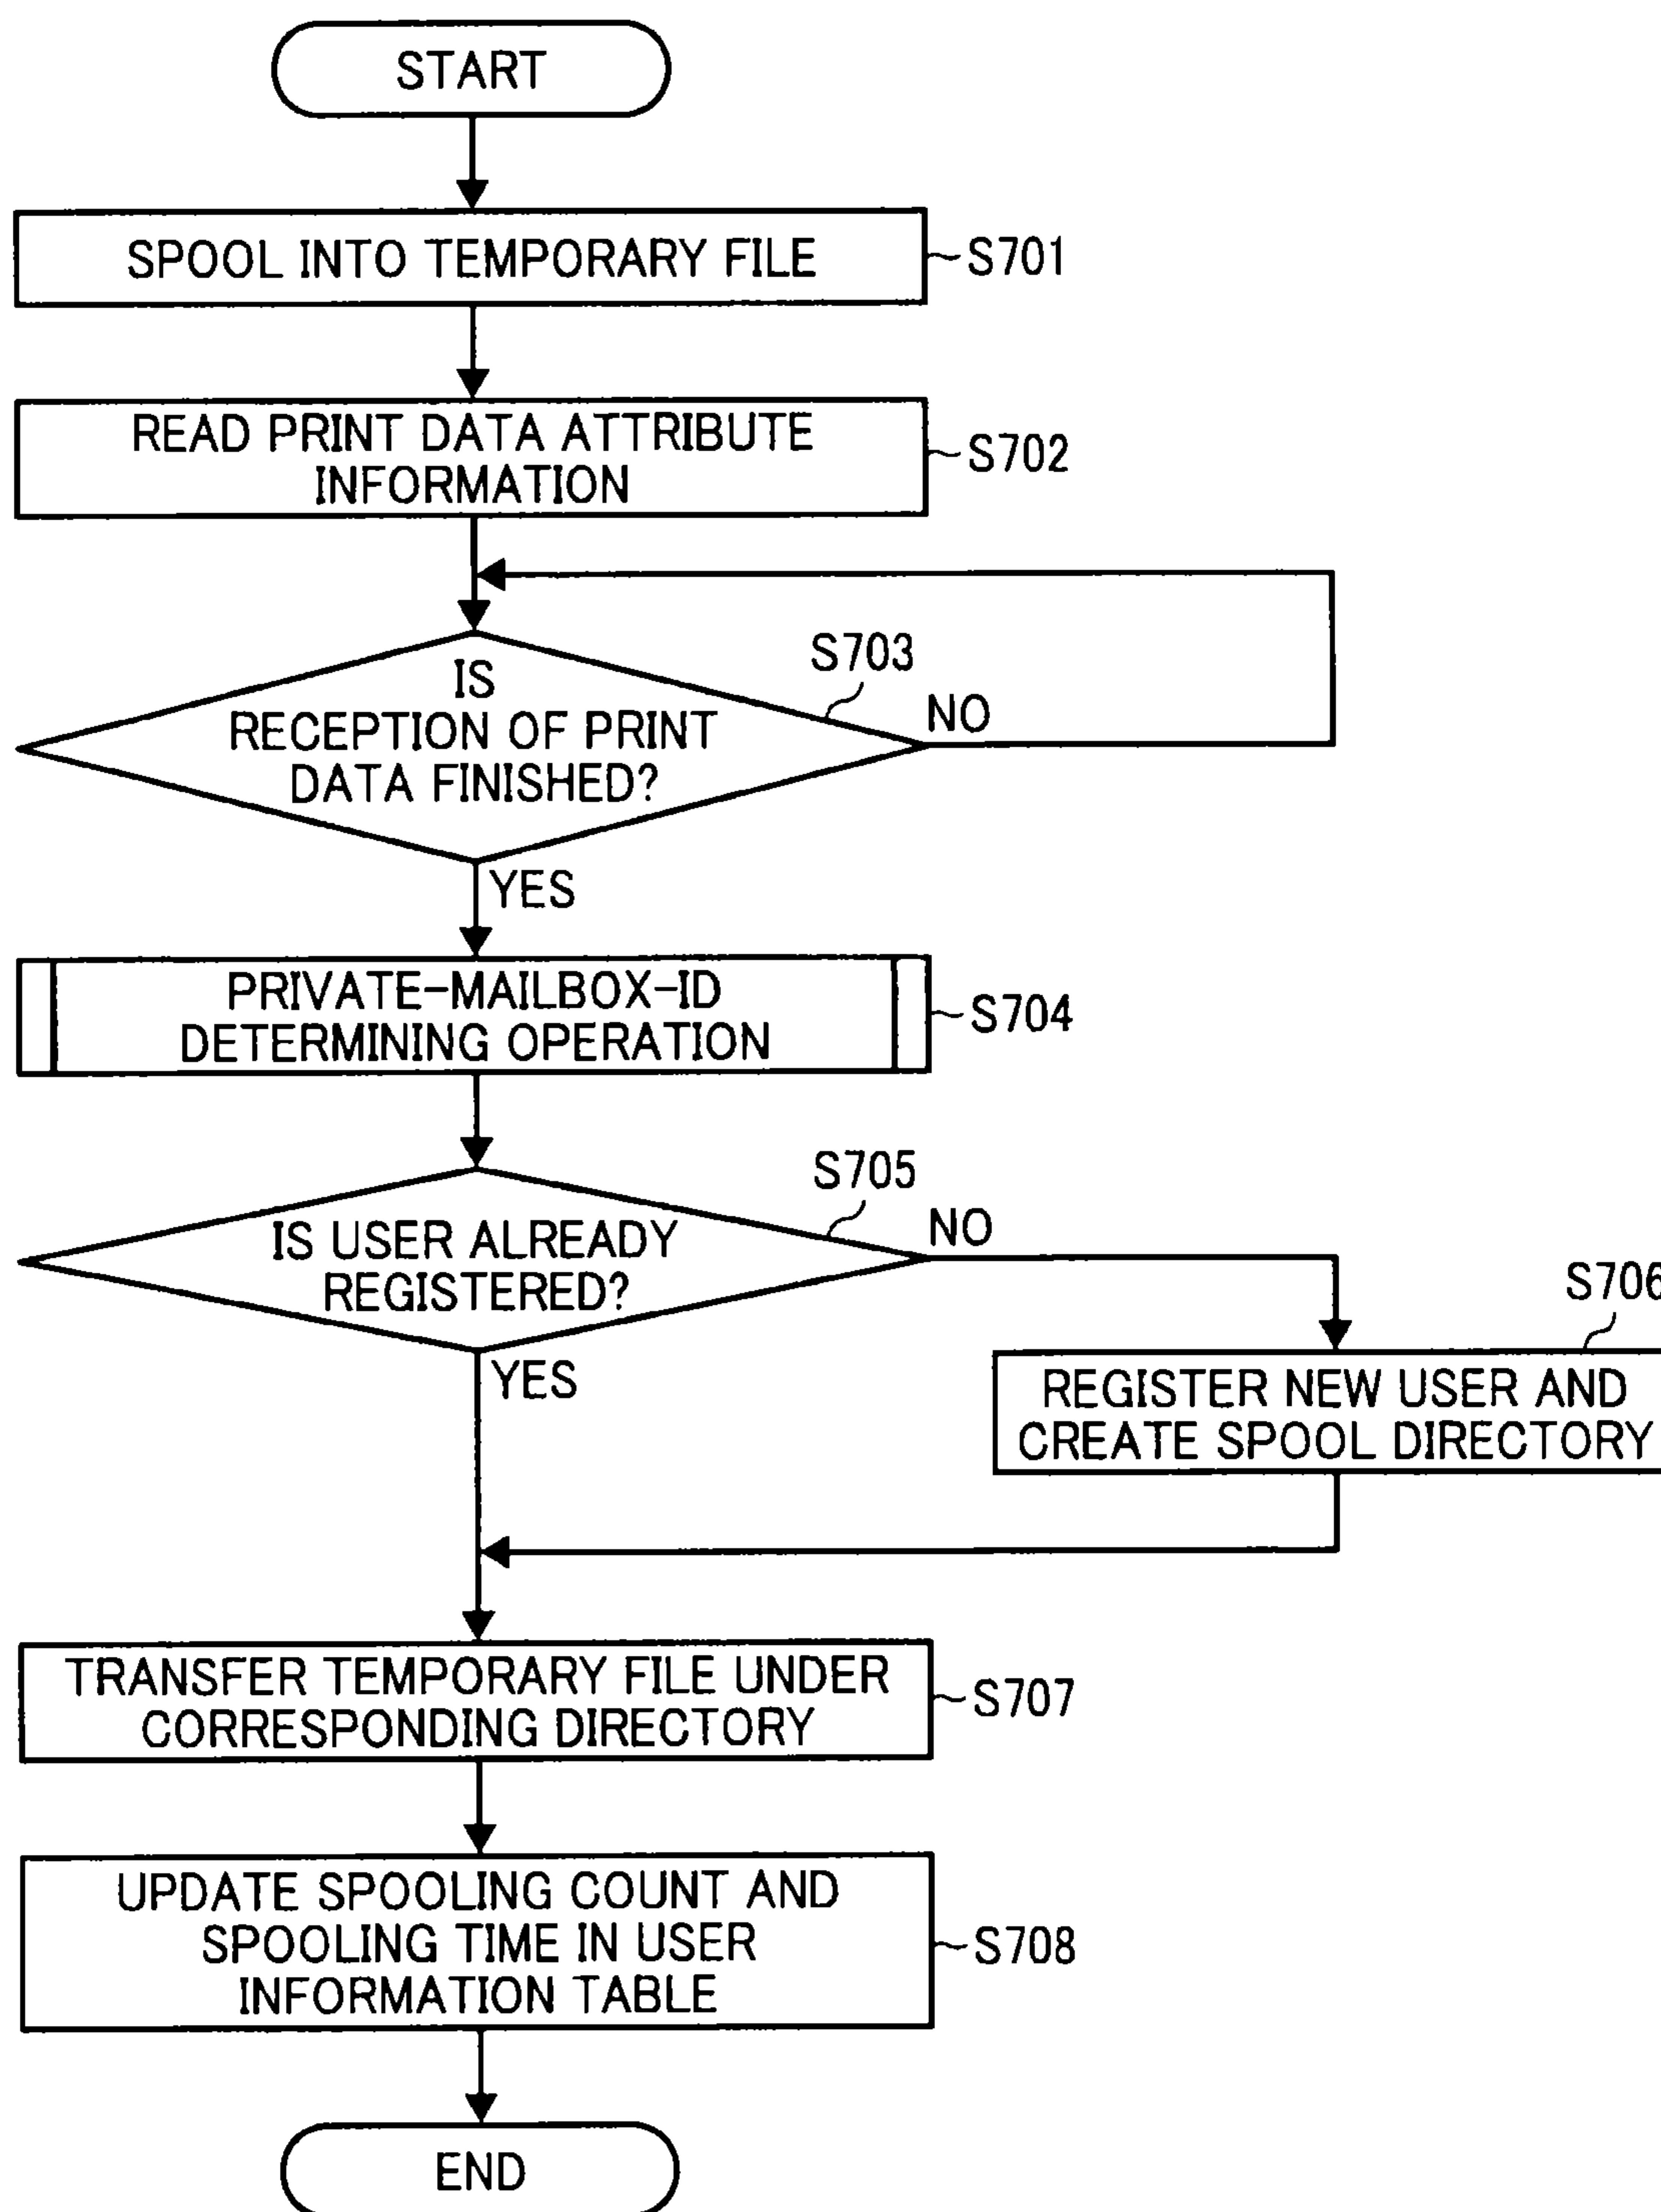 START
SPOOL INTO TEMPORARY FILE
S701
READ PRINT DATA ATTRIBUTE
INFORMATION
S702
S703
IS
RECEPTION OF PRINT
DATA FINISHED?
NO
YES
PRIVATE-MAILBOX-ID
DETERMINING OPERATION
S704
S705
IS USER ALREADY
REGISTERED?
NO
YES
S706
REGISTER NEW USER AND
CREATE SPOOL DIRECTORY
TRANSFER TEMPORARY FILE UNDER
CORRESPONDING DIRECTORY
S707
UPDATE SPOOLING COUNT AND
SPOOLING TIME IN USER
INFORMATION TABLE
S708
END